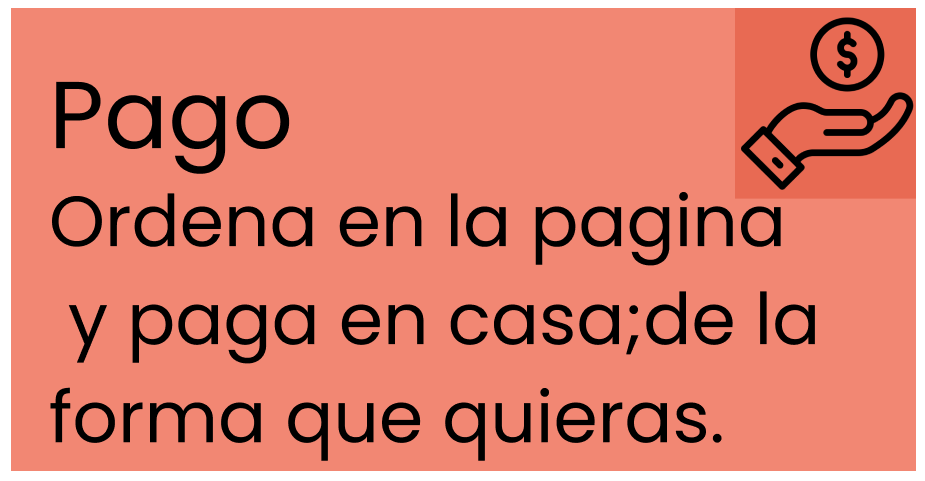 Pago
Ordena en la pagina
y paga en casa;de la
forma que quieras.